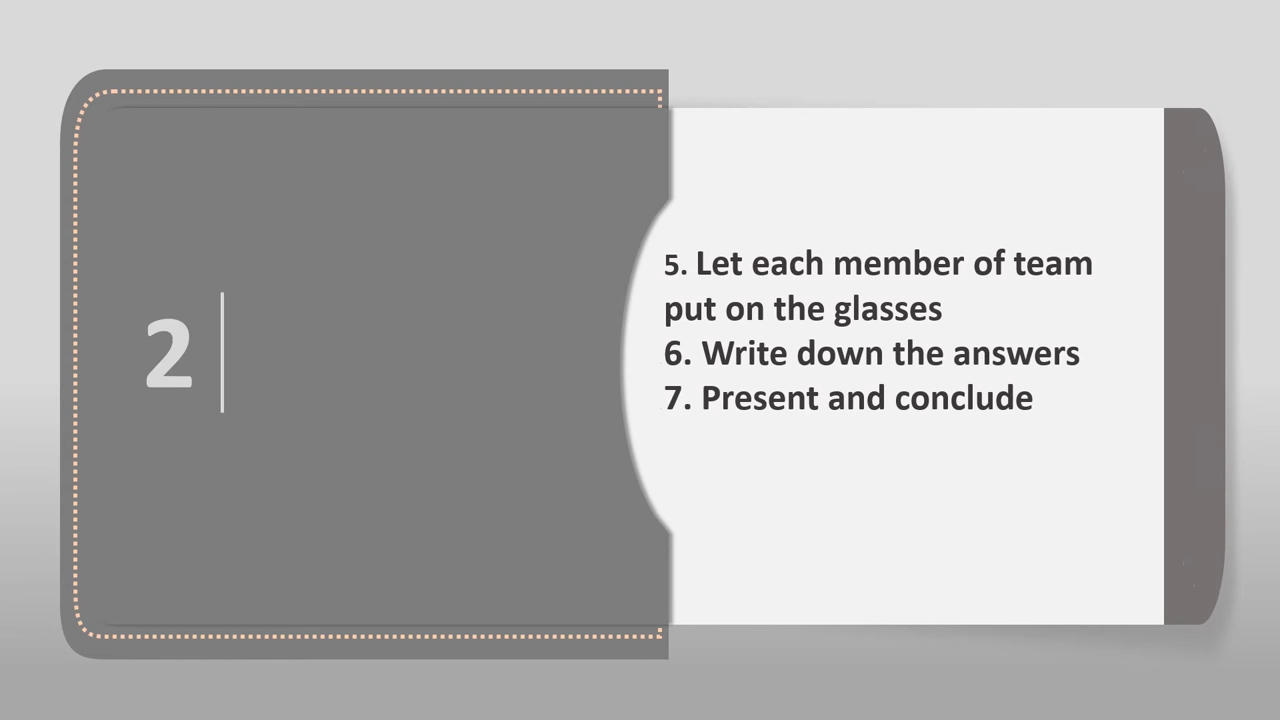 2
5. Let each member of team
put on the glasses
6. Write down the answers
7. Present and conclude